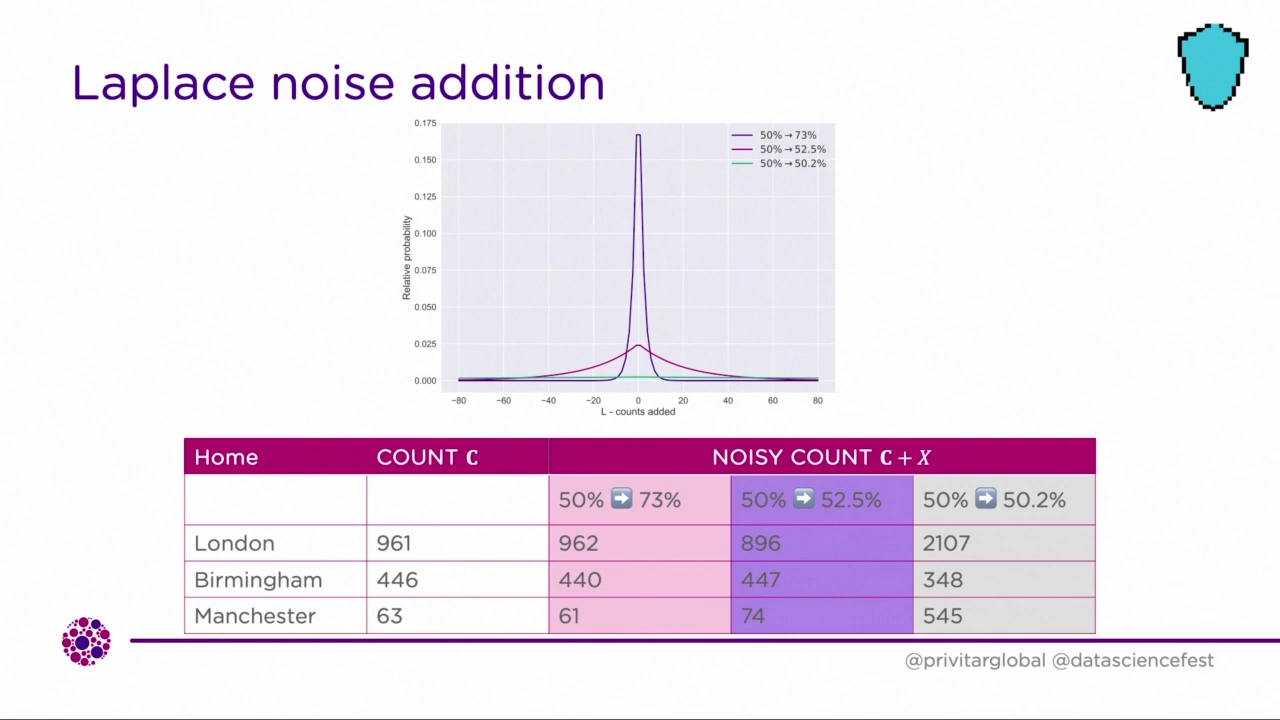 Laplace noise addition
0.175
0.150
0.125
0.100
0.075
0.050
0.025
0.000
Relative probability
50%→73%
50%→52.5%
50%→50.2%
−80 −60 −40 −20 0 20 40 60 80
L - counts added
Home COUNT C NOISY COUNT C + X
50% ➡ 73% 50% ➡ 52.5% 50% ➡ 50.2%
London 961 962 896 2107
Birmingham 446 440 447 348
Manchester 63 61 74 545
@privitarglobal @datasciencefest